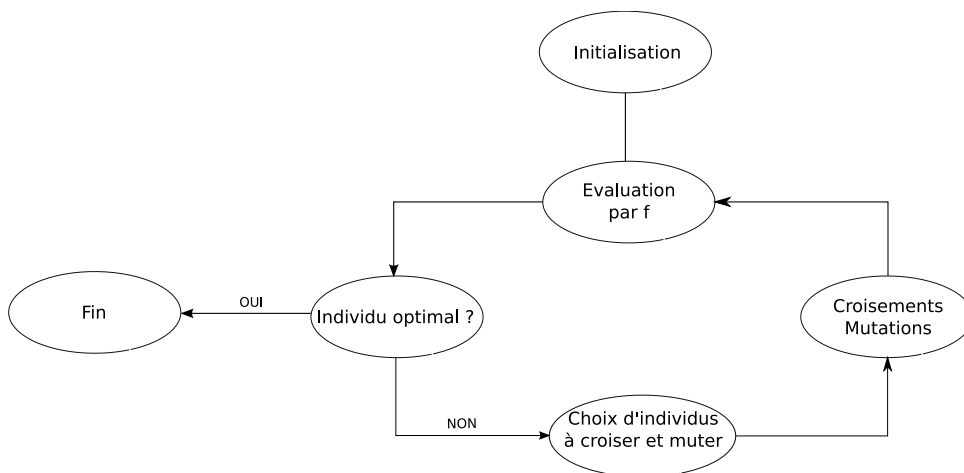 Initialisation
Evaluation
par f
Fin
OUI
Individu optimal ?
Croisements
Mutations
NON
Choix d'individus
à croiser et muter